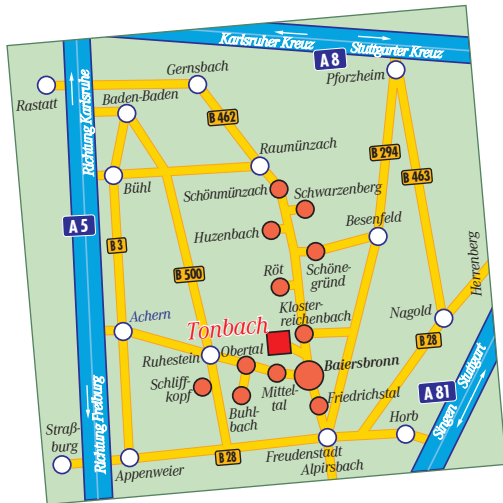 Karlsruher Kreuz
Stuttgarter Kreuz
A 8
Gernsbach
Pforzheim
Rastatt
Baden-Baden
Richtung Karlsruhe
B 462
Raumünzach
B 294
B 463
Bühl
Schönmünzach
Schwarzenberg
A 5
B 3
Huzenbach
Besenfeld
B 500
Röt
Schöne-
gründ
Herrenberg
Kloster-
reichenbach
Achern
Tonbach
Nagold
B 28
Ruhestein
Obertal
Baiersbronn
Schliff-
kopf
Mittel-
tal
Buhl-
bach
Friedrichstal
A 81
Singen
Stuttgart
Richtung Freiburg
Straß-
burg
Horb
Appenweier
B 28
Freudenstadt
Alpirsbach